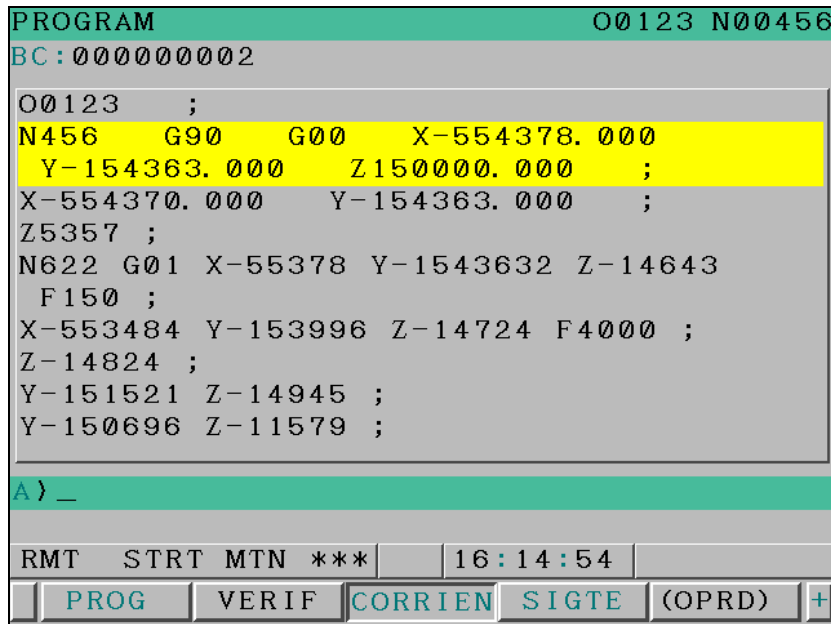 PROGRAM O0123 N00456
BC:000000002
O0123 ;
N456 G90 G00 X-554378.000
Y-154363.000 Z150000.000 ;
X-554370.000 Y-154363.000 ;
Z5357 ;
N622 G01 X-55378 Y-1543632 Z-14643
F150 ;
X-553484 Y-153996 Z-14724 F4000 ;
Z-14824 ;
Y-151521 Z-14945 ;
Y-150696 Z-11579 ;
A)_
RMT STRT MTN *** 16:14:54
PROG VERIF CORRIEN SIGTE (OPRD) +